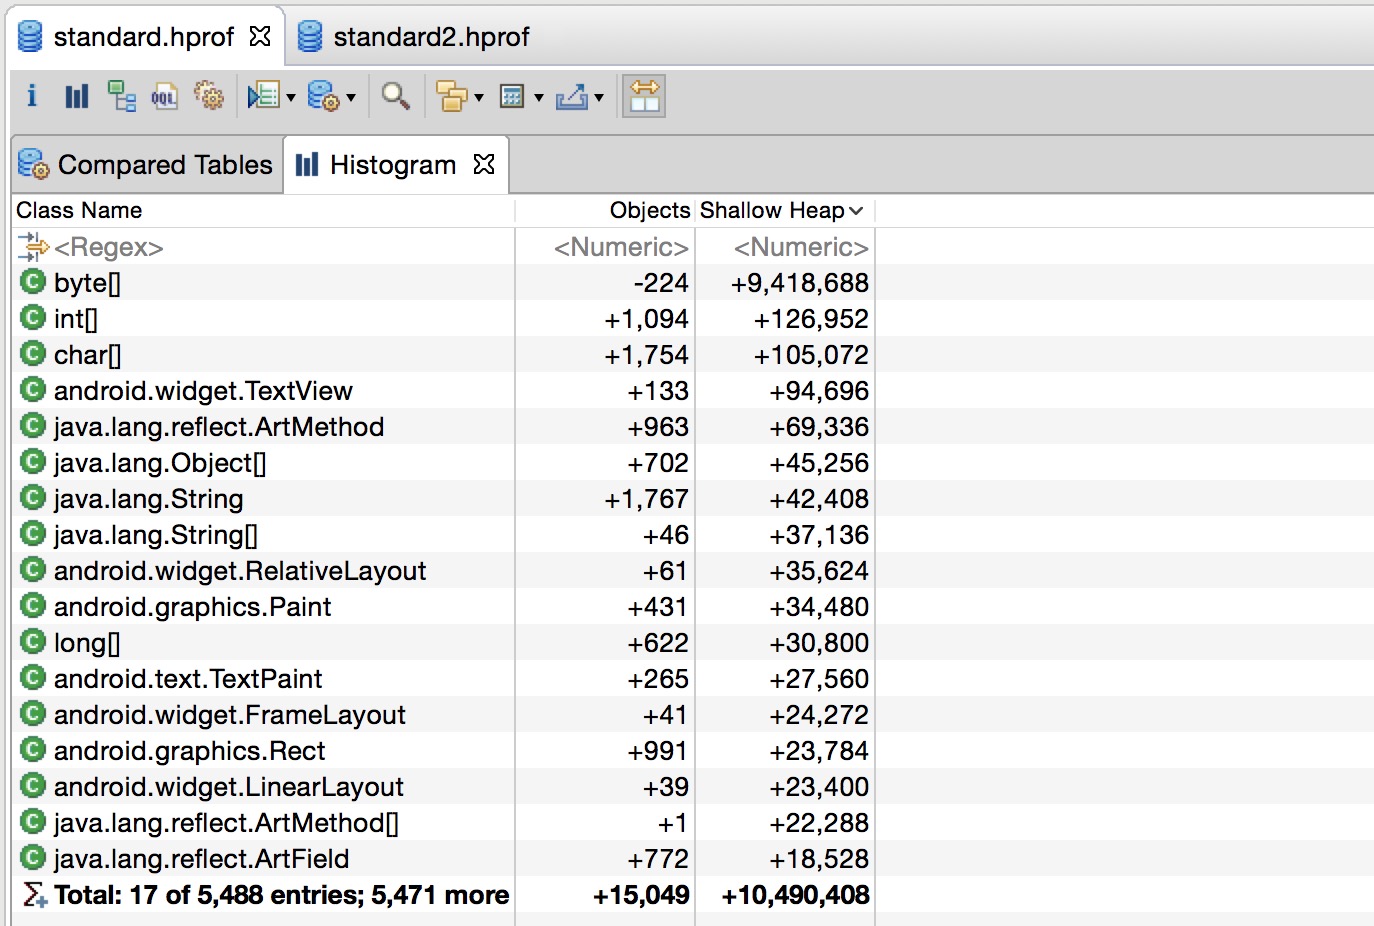 standard.hprof standard2.hprof
i OQL
Compared Tables Histogram
Class Name Objects Shallow Heap
<Regex> <Numeric> <Numeric>
C byte[] -224 +9,418,688
C int[] +1,094 +126,952
C char[] +1,754 +105,072
C android.widget.TextView +133 +94,696
C java.lang.reflect.ArtMethod +963 +69,336
C java.lang.Object[] +702 +45,256
C java.lang.String +1,767 +42,408
C java.lang.String[] +46 +37,136
C android.widget.RelativeLayout +61 +35,624
C android.graphics.Paint +431 +34,480
C long[] +622 +30,800
C android.text.TextPaint +265 +27,560
C android.widget.FrameLayout +41 +24,272
C android.graphics.Rect +991 +23,784
C android.widget.LinearLayout +39 +23,400
C java.lang.reflect.ArtMethod[] +1 +22,288
C java.lang.reflect.ArtField +772 +18,528
Σ+ Total: 17 of 5,488 entries; 5,471 more +15,049 +10,490,408